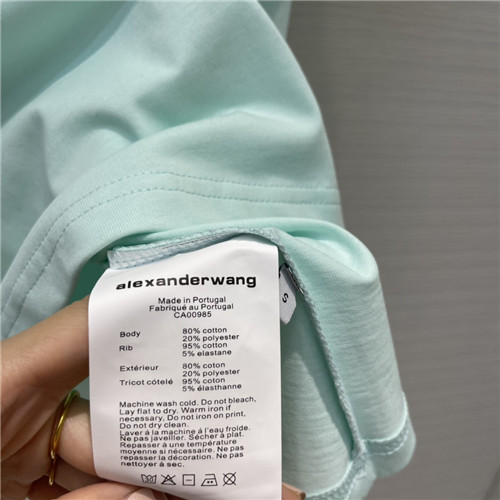 alexanderwang
Made in Portugal
Fabriqué au Portugal
CA00985
Body 80% cotton
20% polyester
Rib 95% cotton
5% elastane
Extérieur 80% coton
20% polyester
Tricot côtelé 95% coton
5% élasthanne
Machine wash cold. Do not bleach,
Lay flat to dry. Warm iron if
necessary. Do not iron on print,
Do not dry clean.
Laver à la machine à l'eau froide.
Ne pas javelliser. Sécher à plat.
Repasser à une température
moyenne si nécessaire. Ne pas
repasser la décoration.
Ne pas nettoyer à sec.
S